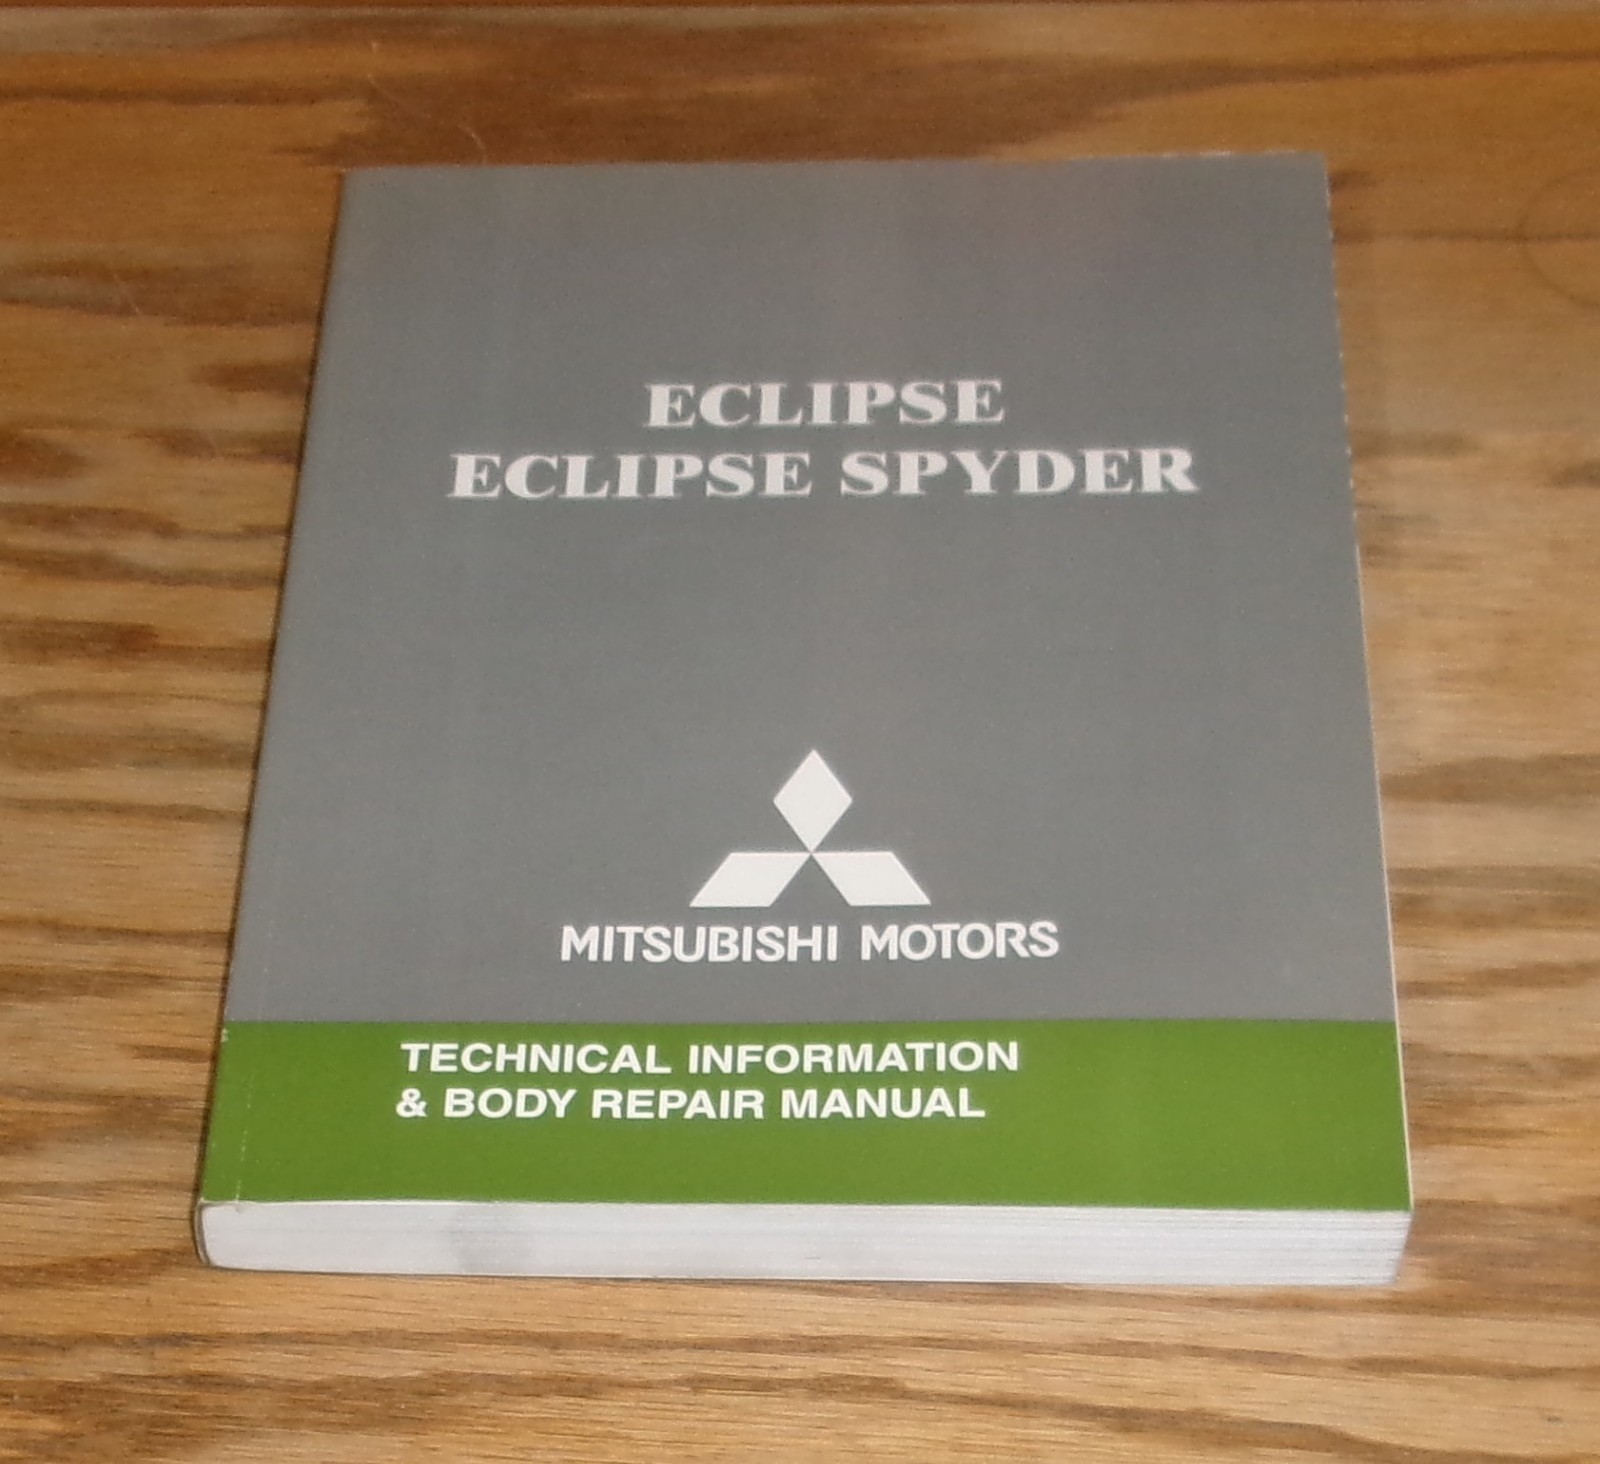 ECLIPSE
ECLIPSE SPYDER
MITSUBISHI MOTORS
TECHNICAL INFORMATION
& BODY REPAIR MANUAL